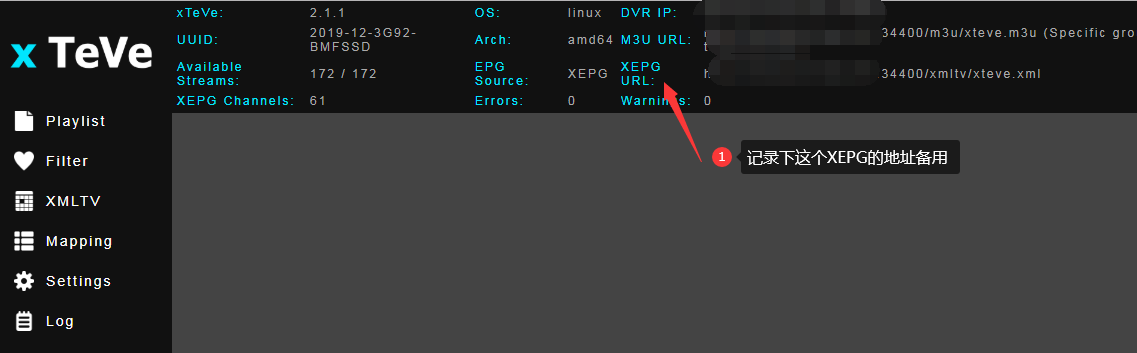 xTeVe: 2.1.1 OS: linux DVR IP:
UUID: 2019-12-3G92-BMFSSD Arch: amd64 M3U URL: 34400/m3u/xteve.m3u (Specific gro
Available Streams: 172 / 172 EPG Source: XEPG XEPG URL: h :34400/xmltv/xteve.xml
XEPG Channels: 61 Errors: 0 Warnings: 0
x TeVe
Playlist
Filter
XMLTV
Mapping
Settings
Log
1 记录下这个XEPG的地址备用